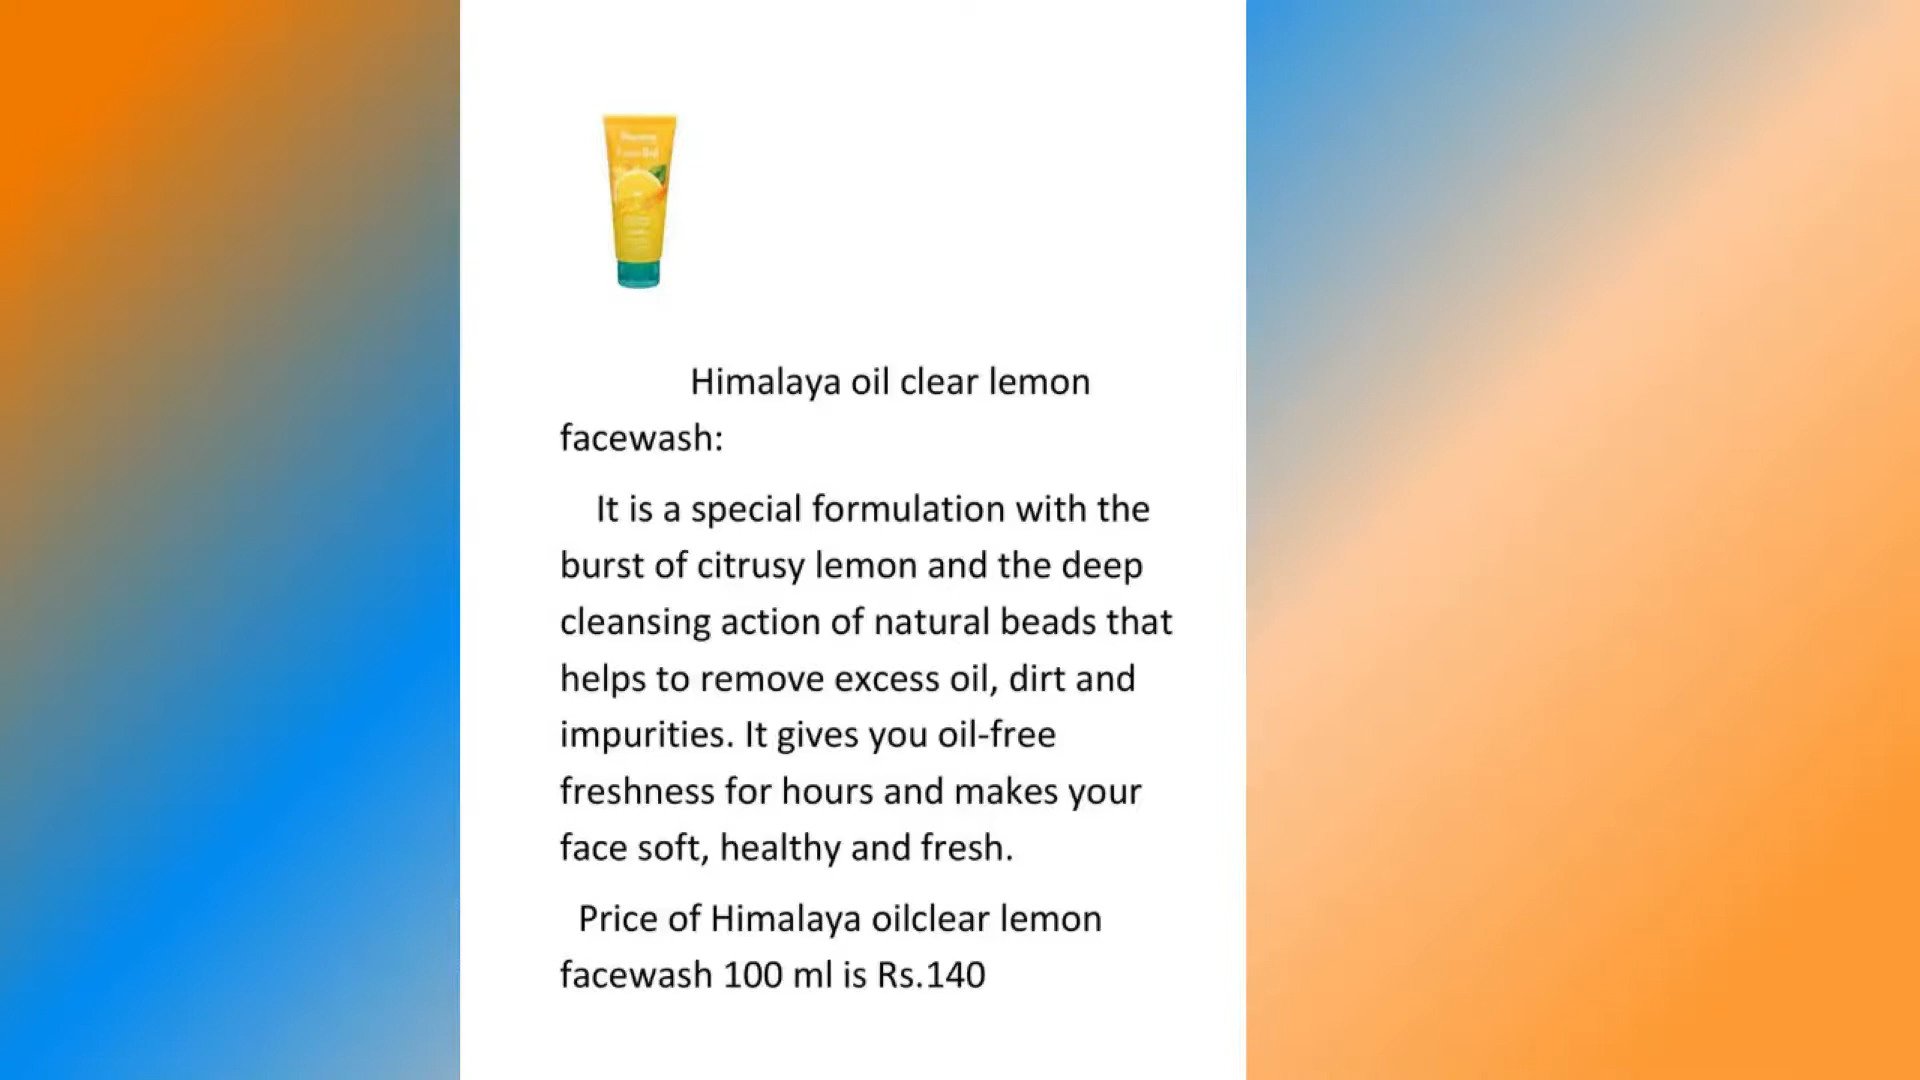 Himalaya oil clear lemon
facewash:
It is a special formulation with the
burst of citrusy lemon and the deep
cleansing action of natural beads that
helps to remove excess oil, dirt and
impurities. It gives you oil-free
freshness for hours and makes your
face soft, healthy and fresh.
Price of Himalaya oilclear lemon
facewash 100 ml is Rs.140